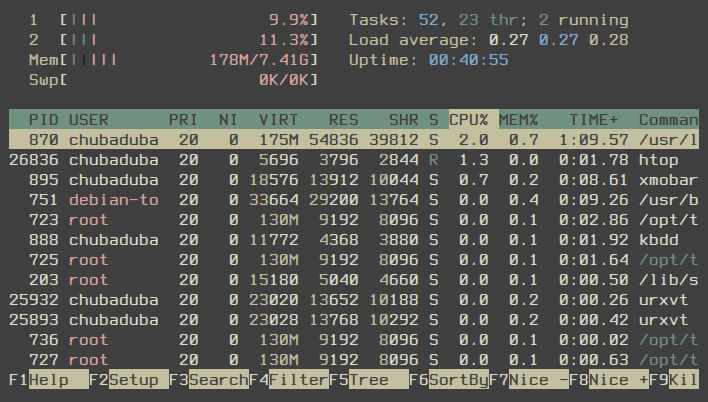 1 [||| 9.9%] Tasks: 52, 23 thr; 2 running
2 [||| 11.3%] Load average: 0.27 0.27 0.28
Mem[||||| 178M/7.41G] Uptime: 00:40:55
Swp[ 0K/0K]
PID USER PRI NI VIRT RES SHR S CPU% MEM% TIME+ Comman
870 chubaduba 20 0 175M 54836 39812 S 2.0 0.7 1:09.57 /usr/l
26836 chubaduba 20 0 5696 3796 2844 R 1.3 0.0 0:01.78 htop
895 chubaduba 20 0 18576 13912 10044 S 0.7 0.2 0:08.61 xmobar
751 debian-to 20 0 33664 29200 13764 S 0.0 0.4 0:09.26 /usr/b
723 root 20 0 130M 9192 8096 S 0.0 0.1 0:02.86 /opt/t
888 chubaduba 20 0 11772 4368 3880 S 0.0 0.1 0:01.92 kbdd
725 root 20 0 130M 9192 8096 S 0.0 0.1 0:01.64 /opt/t
203 root 20 0 15180 5040 4660 S 0.0 0.1 0:00.50 /lib/s
25932 chubaduba 20 0 23020 13652 10188 S 0.0 0.2 0:00.26 urxvt
25893 chubaduba 20 0 23028 13768 10292 S 0.0 0.2 0:00.42 urxvt
736 root 20 0 130M 9192 8096 S 0.0 0.1 0:00.02 /opt/t
727 root 20 0 130M 9192 8096 S 0.0 0.1 0:00.63 /opt/t
F1Help F2Setup F3SearchF4FilterF5Tree F6SortByF7Nice -F8Nice +F9Kil